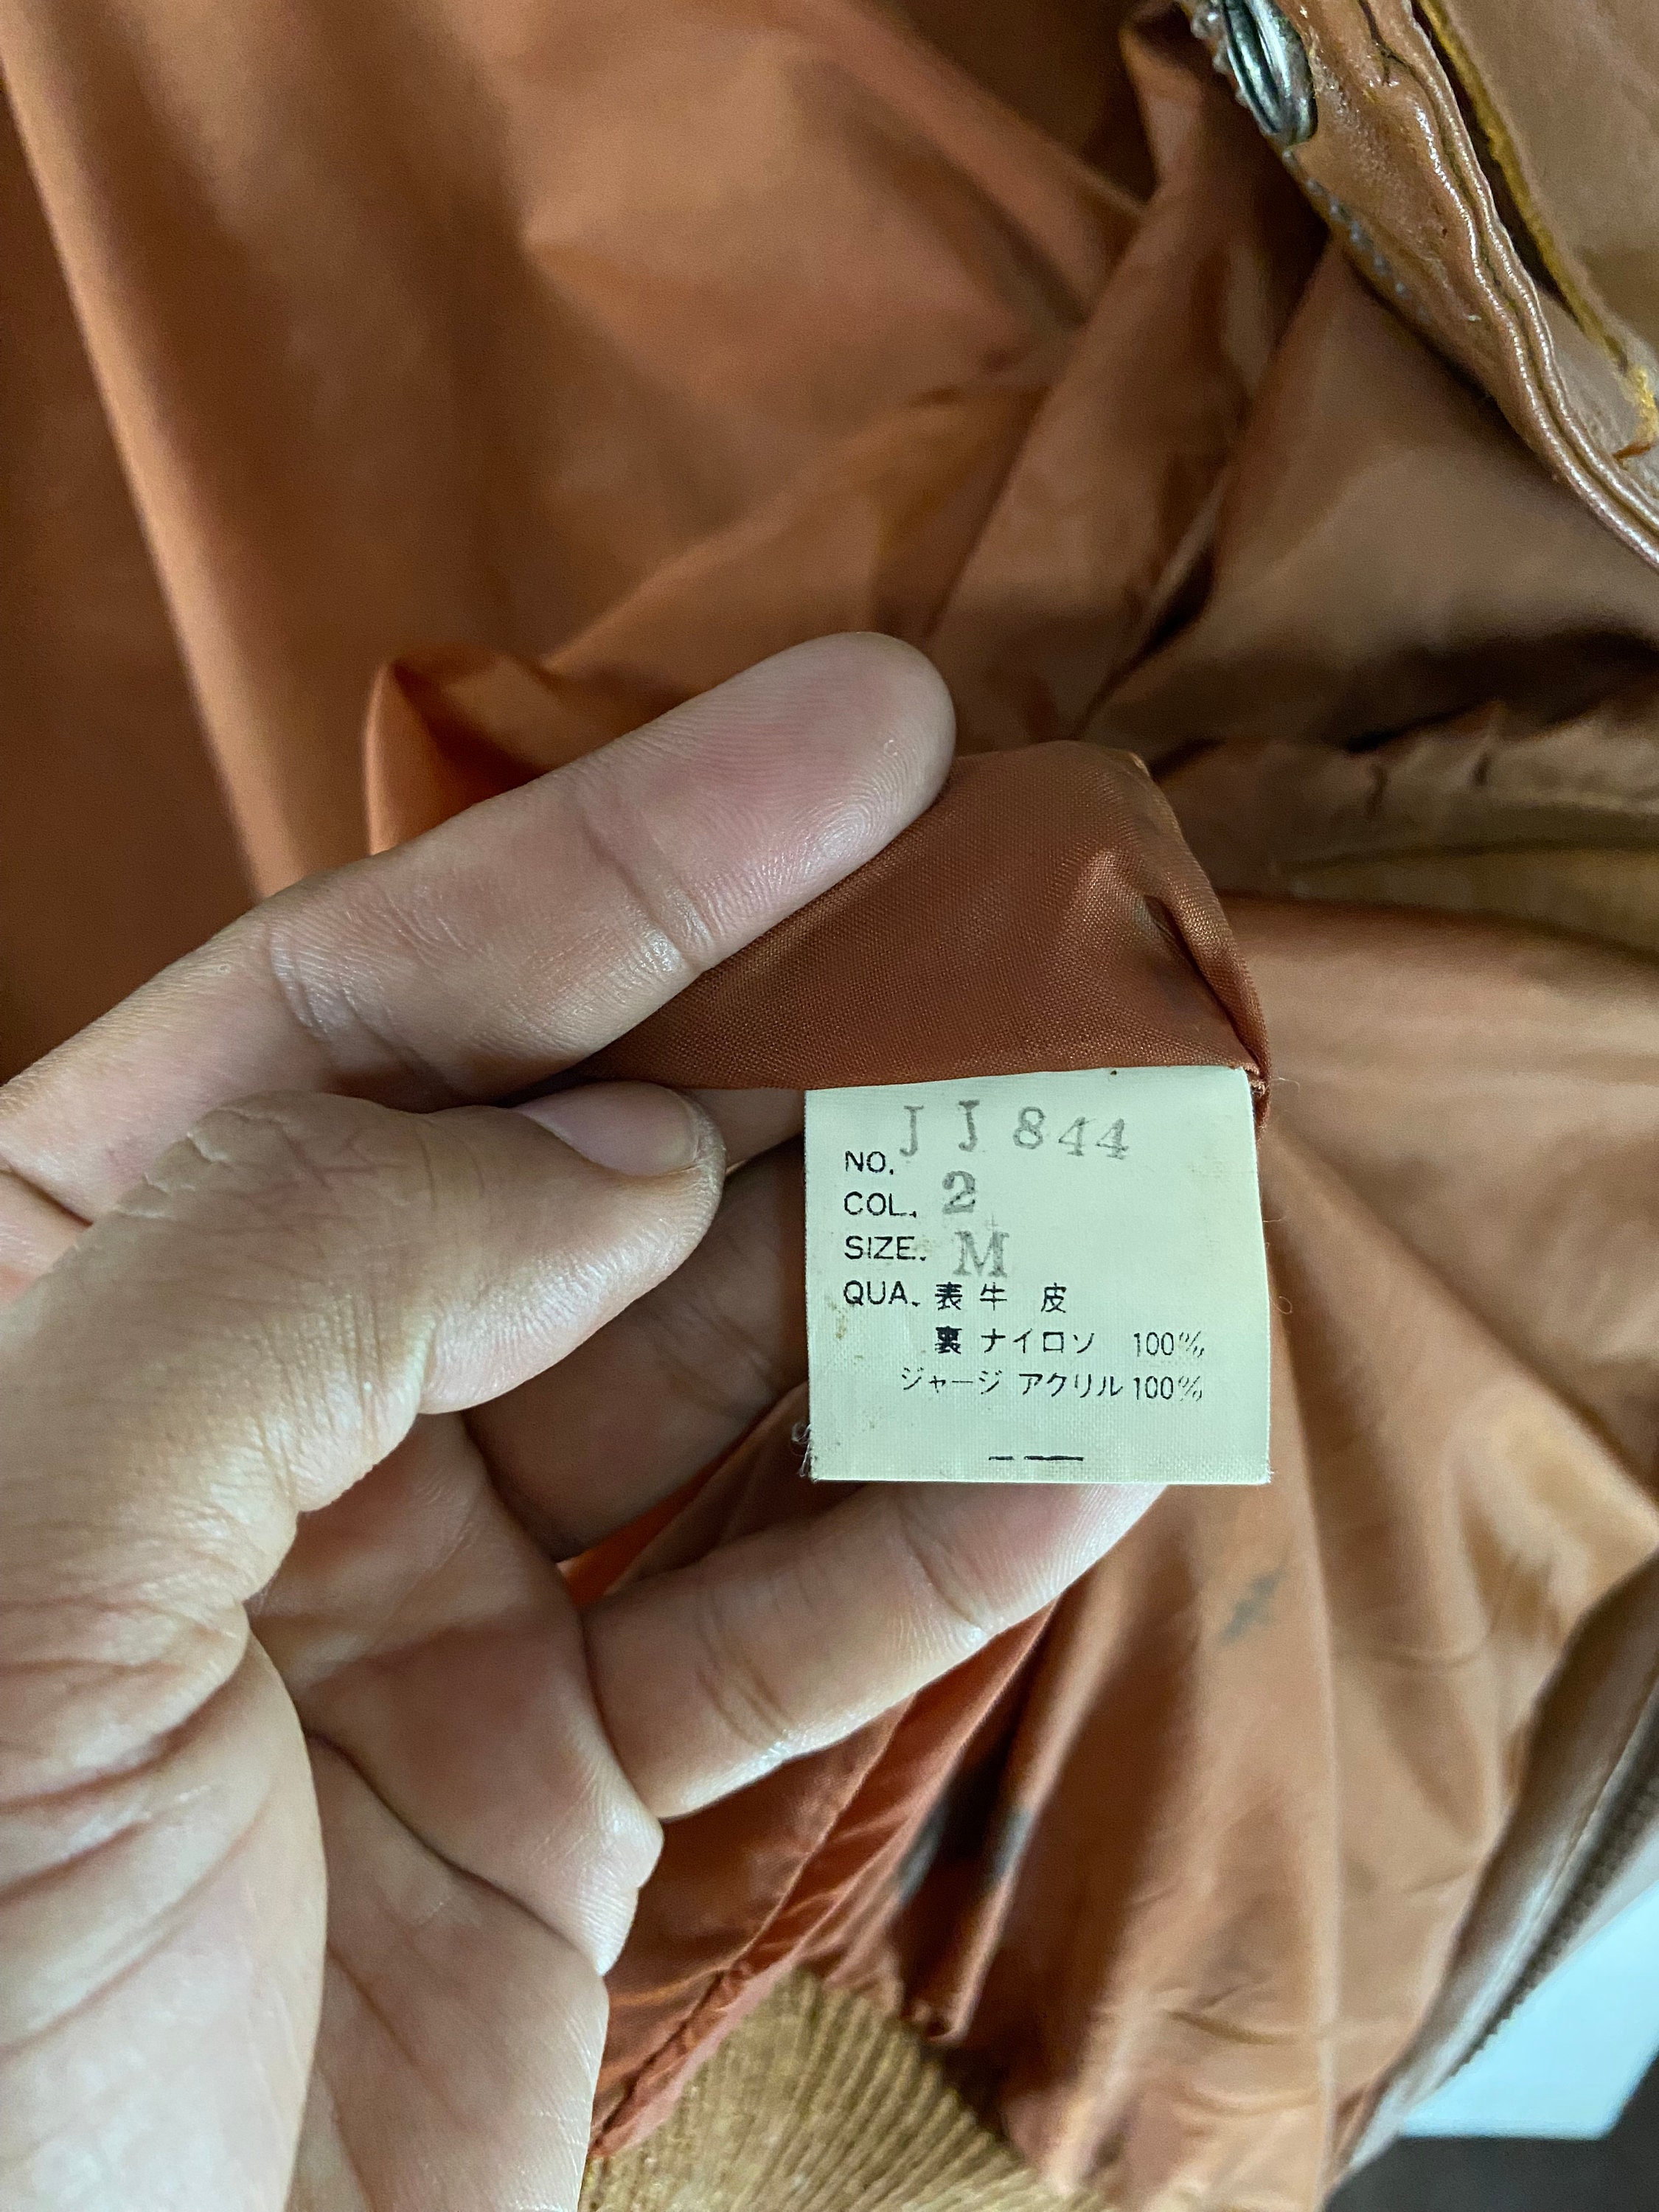 NO. J J 844
COL. 2
SIZE. M
QUA. 表 牛 皮
裏 ナイロン 100%
ジャージ アクリル 100%